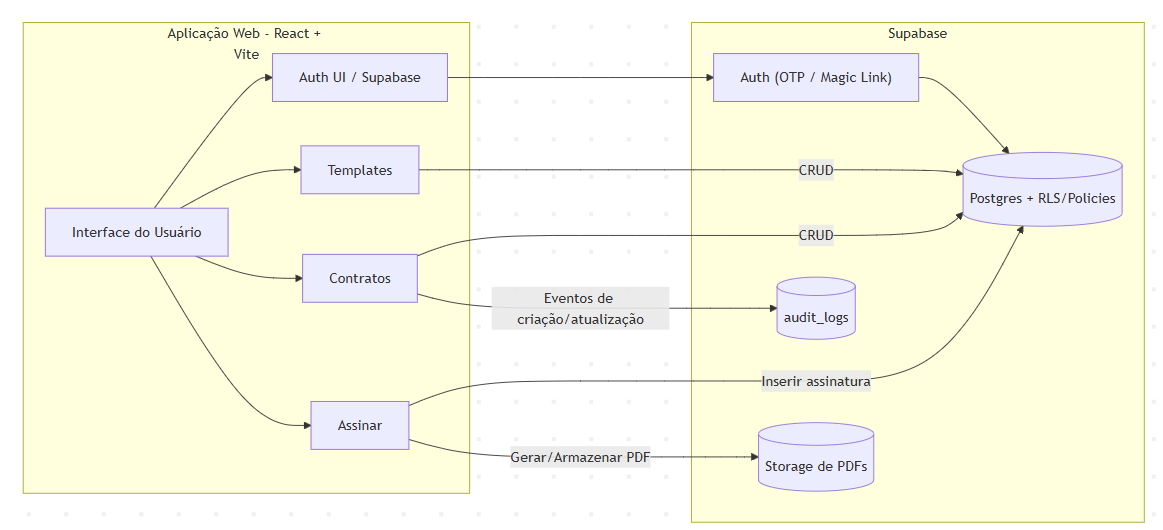 Aplicação Web - React +
Vite
Supabase
Auth UI / Supabase
Auth (OTP / Magic Link)
Templates
CRUD
Postgres + RLS/Policies
Interface do Usuário
CRUD
Contratos
Eventos de
criação/atualização
audit_logs
Inserir assinatura
Assinar
Gerar/Armazenar PDF
Storage de PDFs